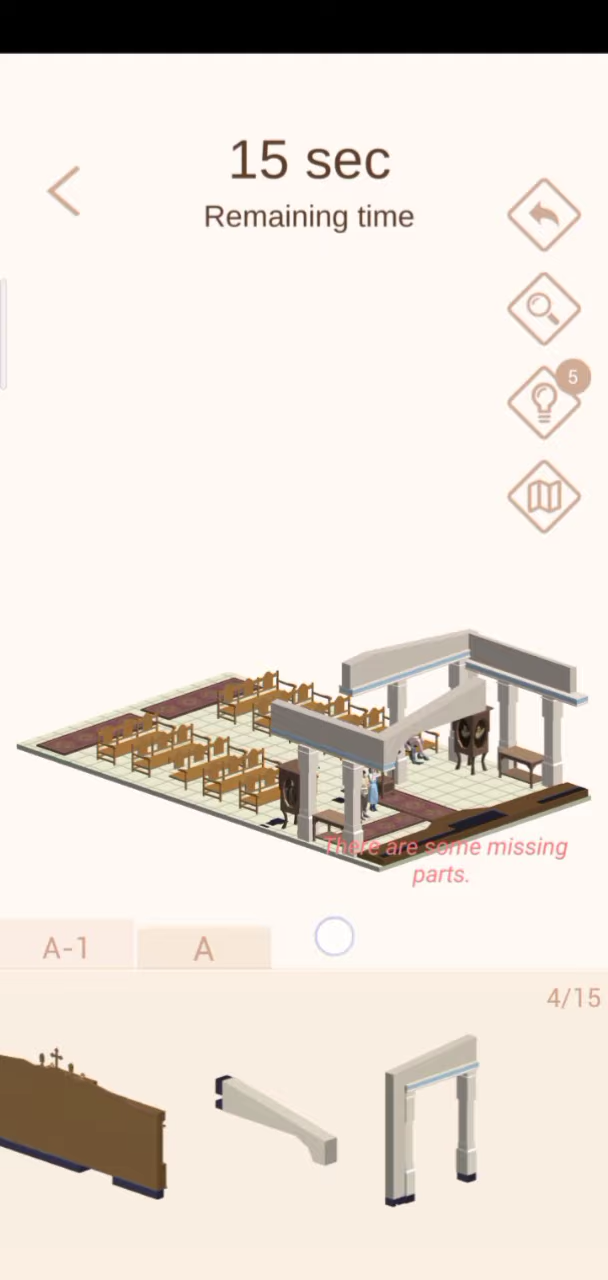 15 sec
Remaining time
5
There are some missing
parts.
A-1
A
4/15